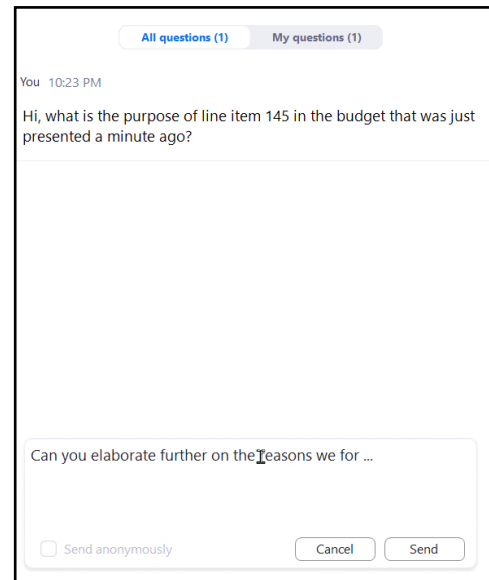 All questions (1) My questions (1)
You 10:23 PM
Hi, what is the purpose of line item 145 in the budget that was just
presented a minute ago?
Can you elaborate further on the reasons we for ...
Send anonymously Cancel Send